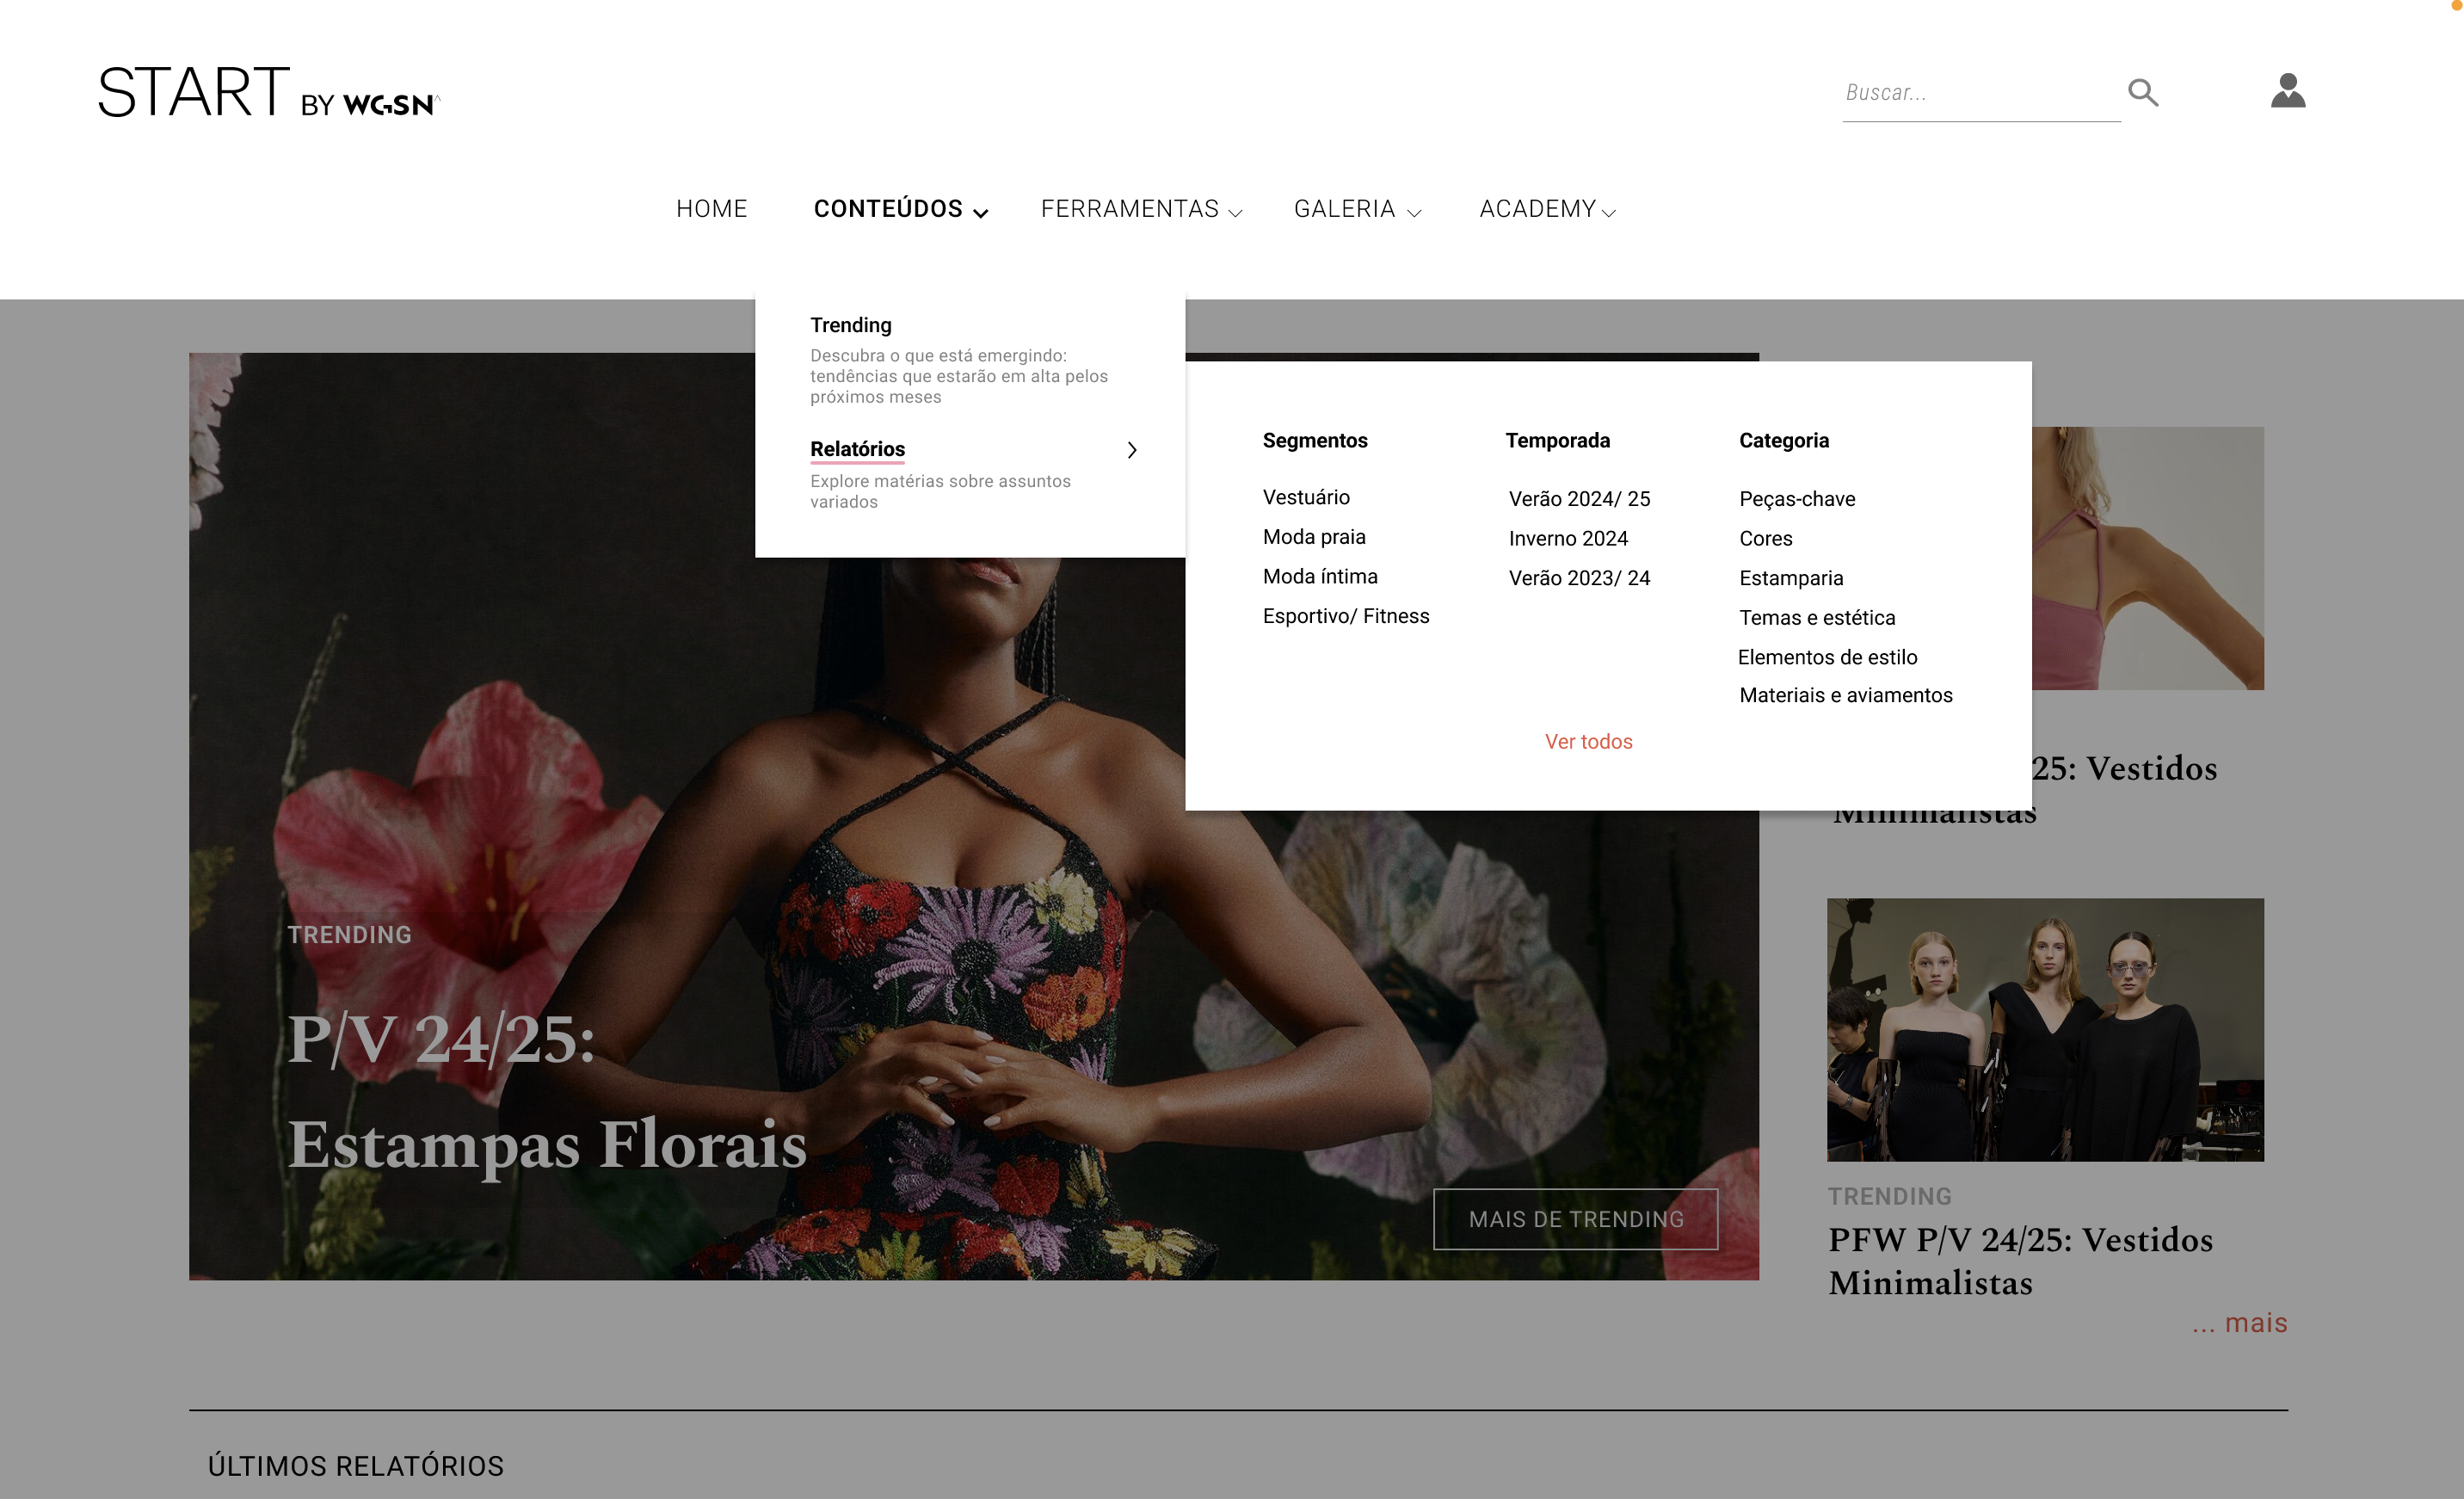 START BY WGSN
Buscar...
HOME CONTEÚDOS FERRAMENTAS GALERIA ACADEMY
Trending
Descubra o que está emergindo:
tendências que estarão em alta pelos
próximos meses
Relatórios
Explore matérias sobre assuntos
variados
Segmentos
Vestuário
Moda praia
Moda íntima
Esportivo/ Fitness
Temporada
Verão 2024/ 25
Inverno 2024
Verão 2023/ 24
Categoria
Peças-chave
Cores
Estamparia
Temas e estética
Elementos de estilo
Materiais e aviamentos
Ver todos
TRENDING
P/V 24/25:
Estampas Florais
MAIS DE TRENDING
25: Vestidos
Minimalistas
TRENDING
PFW P/V 24/25: Vestidos
Minimalistas
... mais
ÚLTIMOS RELATÓRIOS